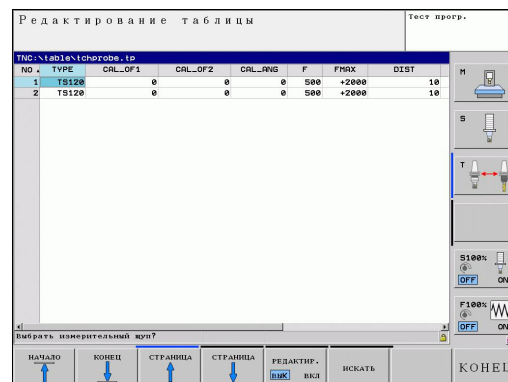 Редактирование таблицы
Тест прогр.
TNC:\table\tchprobe.tp
NO TYPE CAL_OF1 CAL_OF2 CAL_ANG F FMAX DIST
1 TS120 0 0 0 500 +2000 10
2 TS120 0 0 0 500 +2000 10
M
S
T
S100%
OFF ON
F100%
OFF ON
Выбрать измерительный щуп?
НАЧАЛО КОНЕЦ СТРАНИЦА СТРАНИЦА РЕДАКТИР. ИСКАТЬ КОНЕЦ
ВЫК ВКЛ